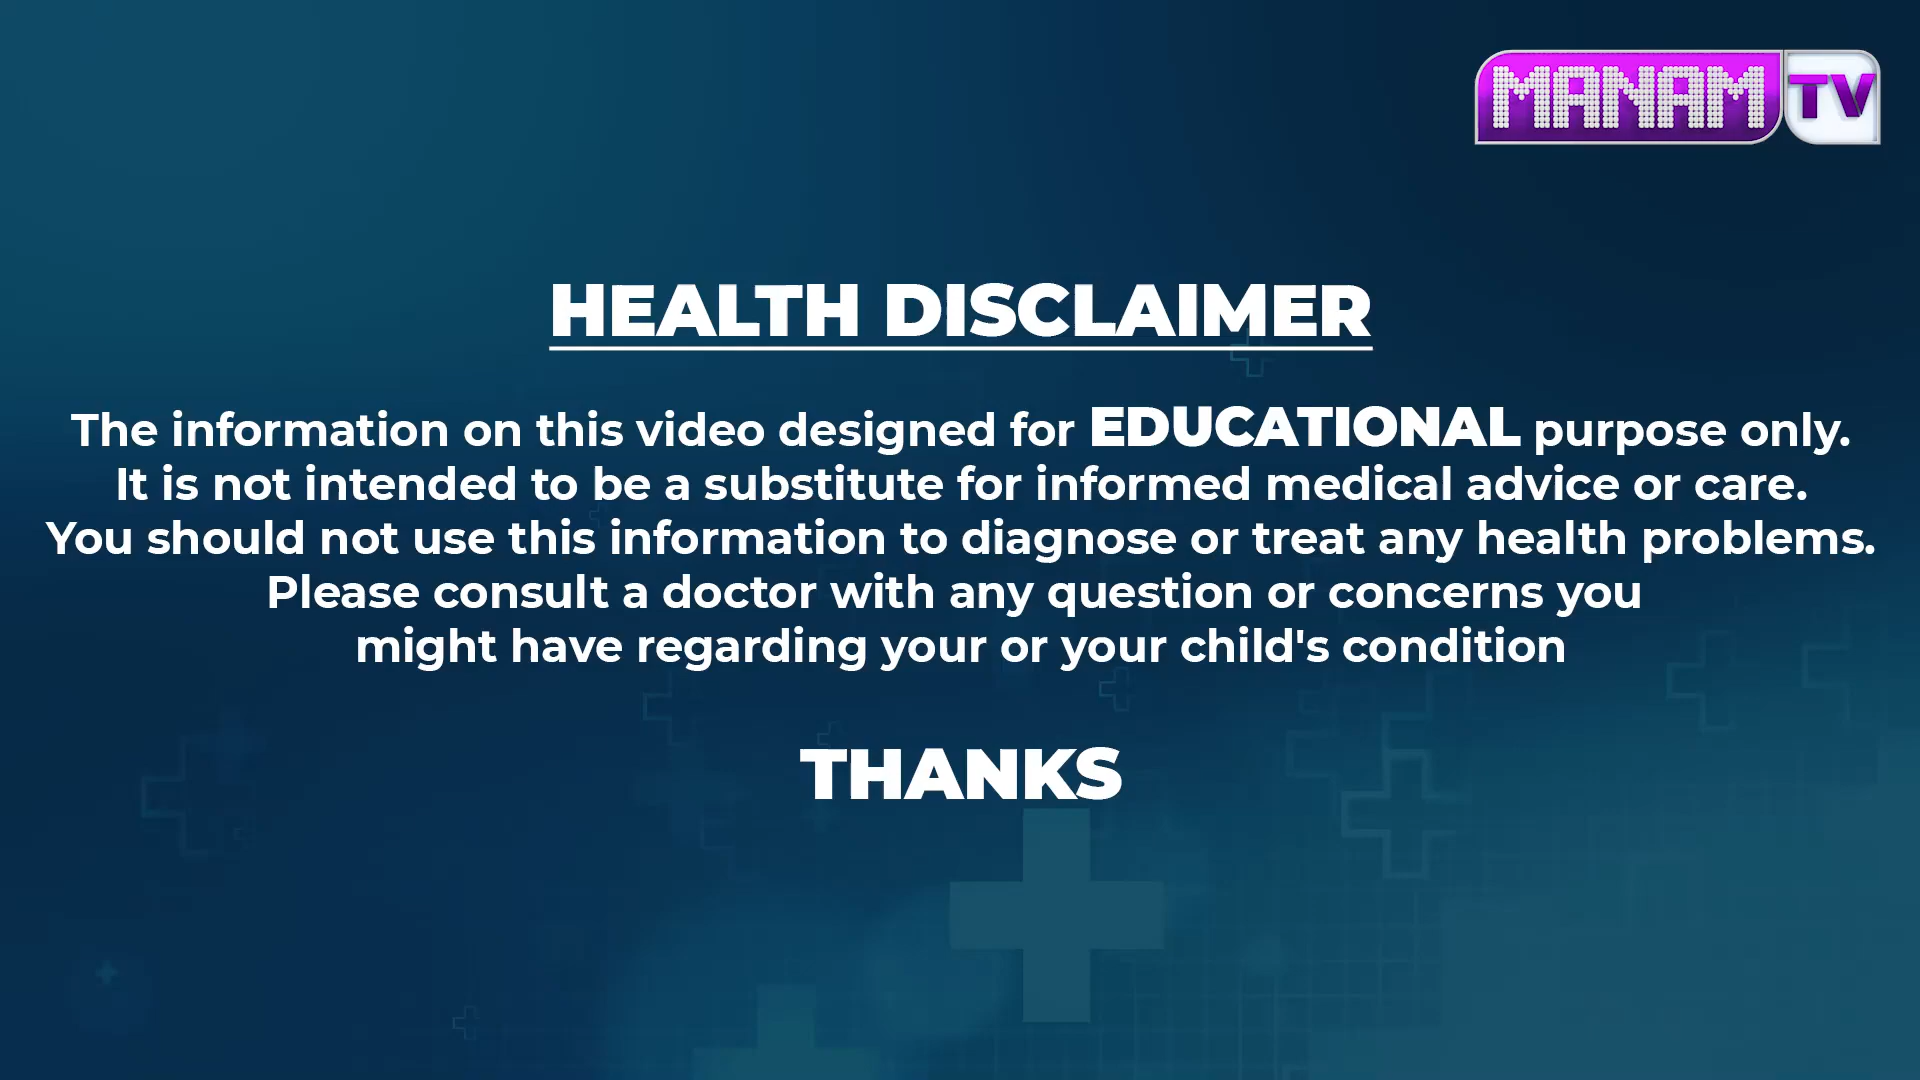 MANAM TV
HEALTH DISCLAIMER
The information on this video designed for EDUCATIONAL purpose only.
It is not intended to be a substitute for informed medical advice or care.
You should not use this information to diagnose or treat any health problems.
Please consult a doctor with any question or concerns you
might have regarding your or your child's condition
THANKS